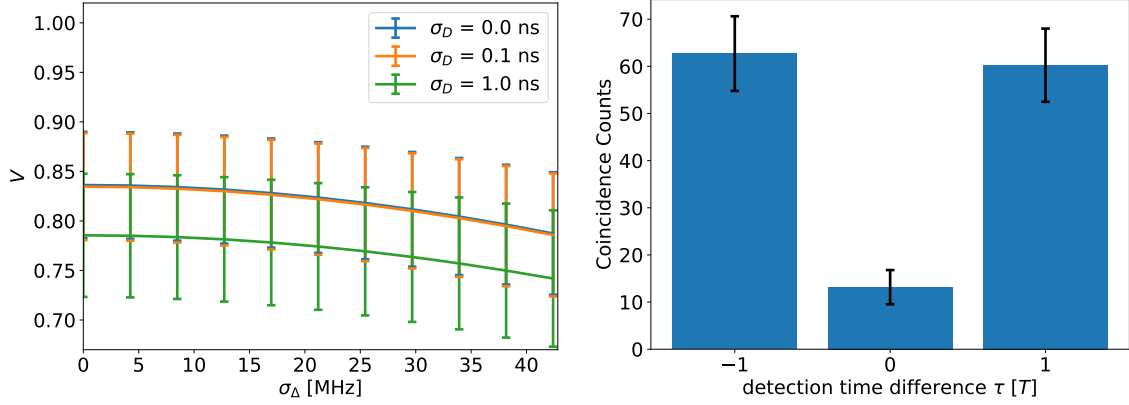 1.00
0.95
0.90
0.85
0.80
0.75
0.70
V
0 5 10 15 20 25 30 35 40
σ_Δ [MHz]
σ_D = 0.0 ns
σ_D = 0.1 ns
σ_D = 1.0 ns
70
60
50
40
30
20
10
0
Coincidence Counts
−1 0 1
detection time difference τ [T]